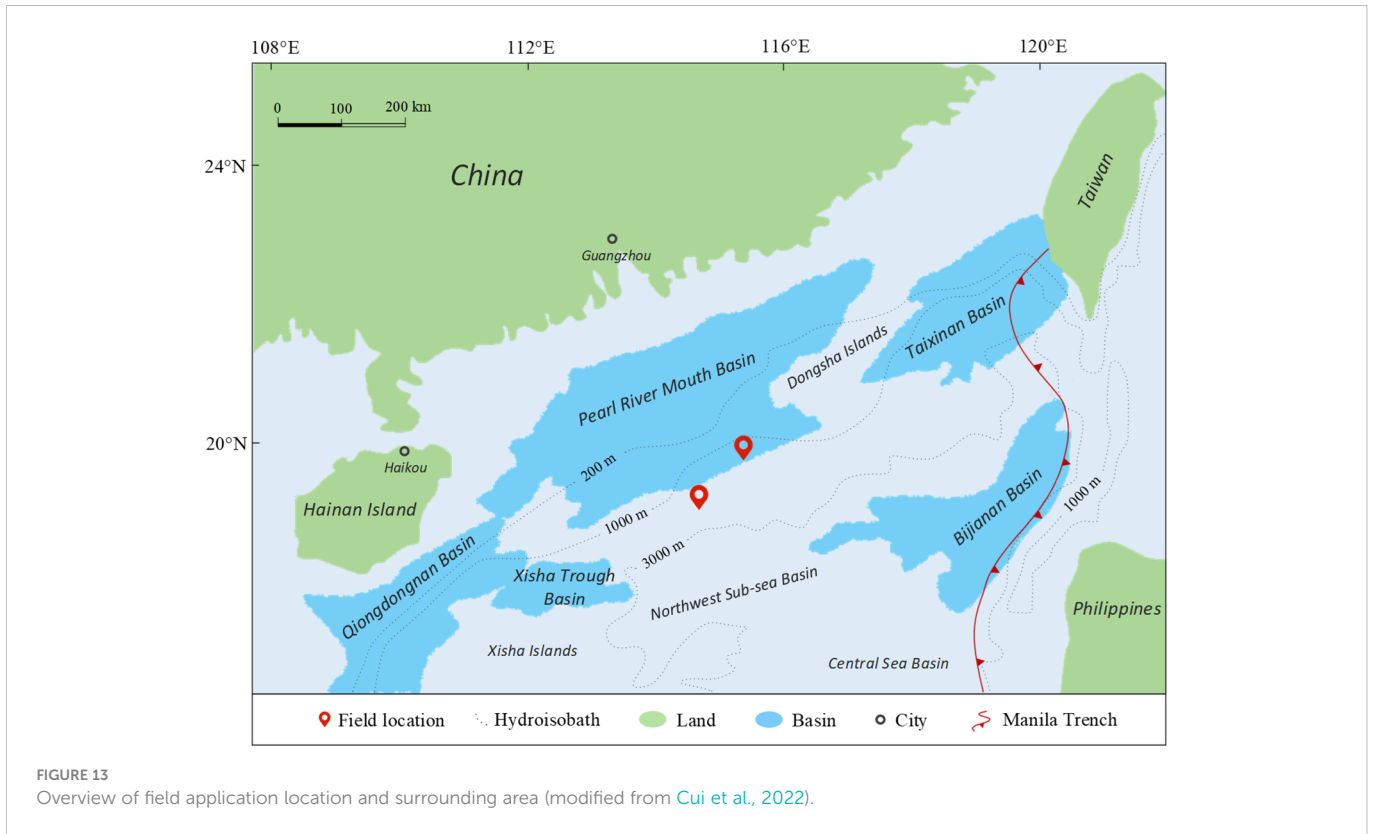 108°E
112°E
116°E
120°E
0
100
200 km
24°N
China
Taiwan
Guangzhou
Taixinan Basin
Dongsha Islands
Pearl River Mouth Basin
20°N
Haikou
200 m
Hainan Island
1000 m
Bijianan Basin
1000 m
3000 m
Qiongdongnan Basin
Xisha Trough
Basin
Northwest Sub-sea Basin
Philippines
Xisha Islands
Central Sea Basin
Field location
Hydroisobath
Land
Basin
City
Manila Trench
FIGURE 13
Overview of field application location and surrounding area (modified from Cui et al., 2022).